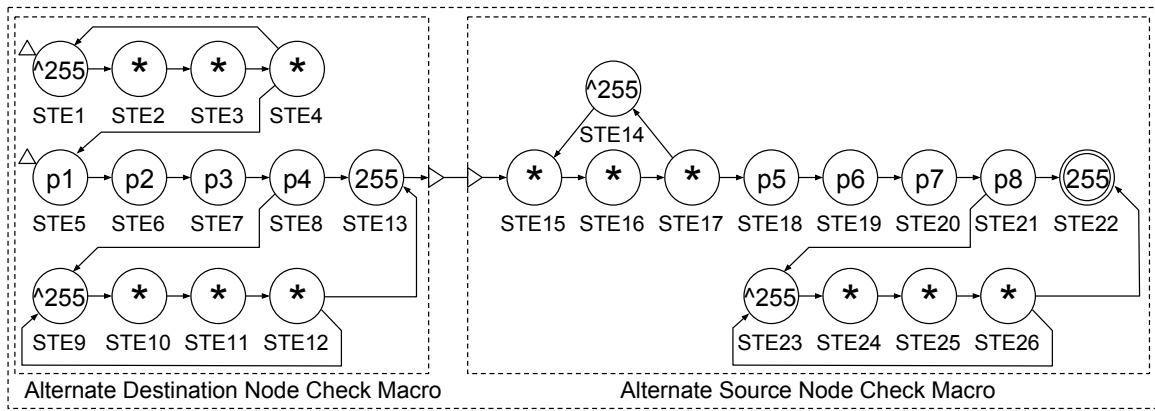 ^255 * * *
STE1 STE2 STE3 STE4
^255
STE14
p1 p2 p3 p4 255 * * * p5 p6 p7 p8 255
STE5 STE6 STE7 STE8 STE13 STE15 STE16 STE17 STE18 STE19 STE20 STE21 STE22
^255 * * * ^255 * * *
STE9 STE10 STE11 STE12 STE23 STE24 STE25 STE26
Alternate Destination Node Check Macro Alternate Source Node Check Macro